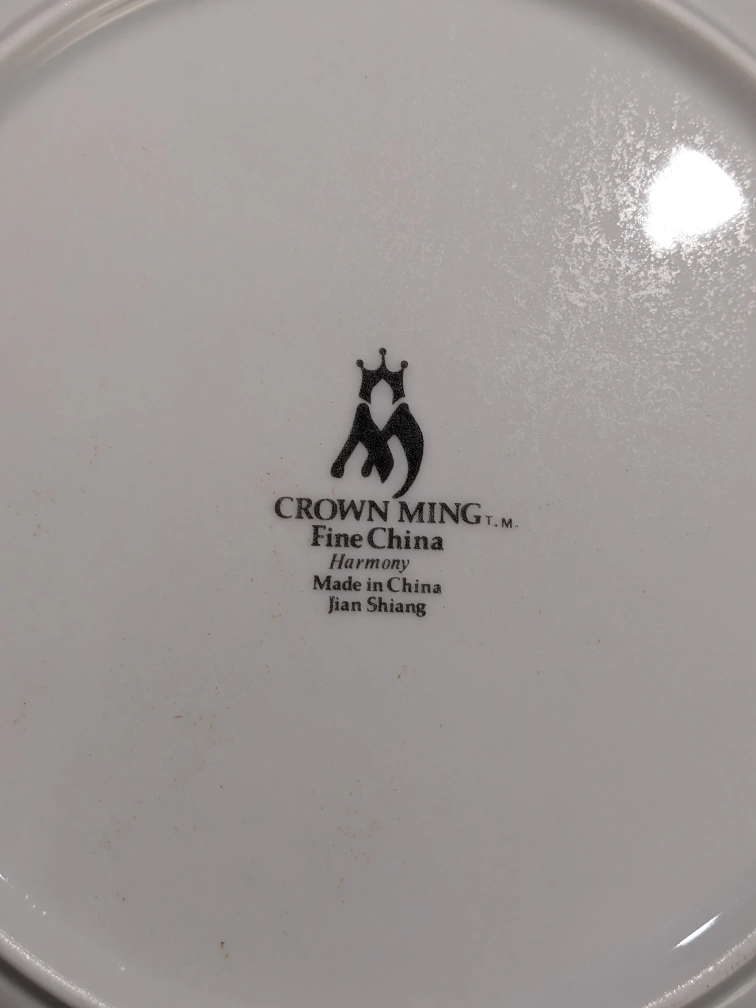 CROWN MING T.M.
Fine China
Harmony
Made in China
Jian Shiang